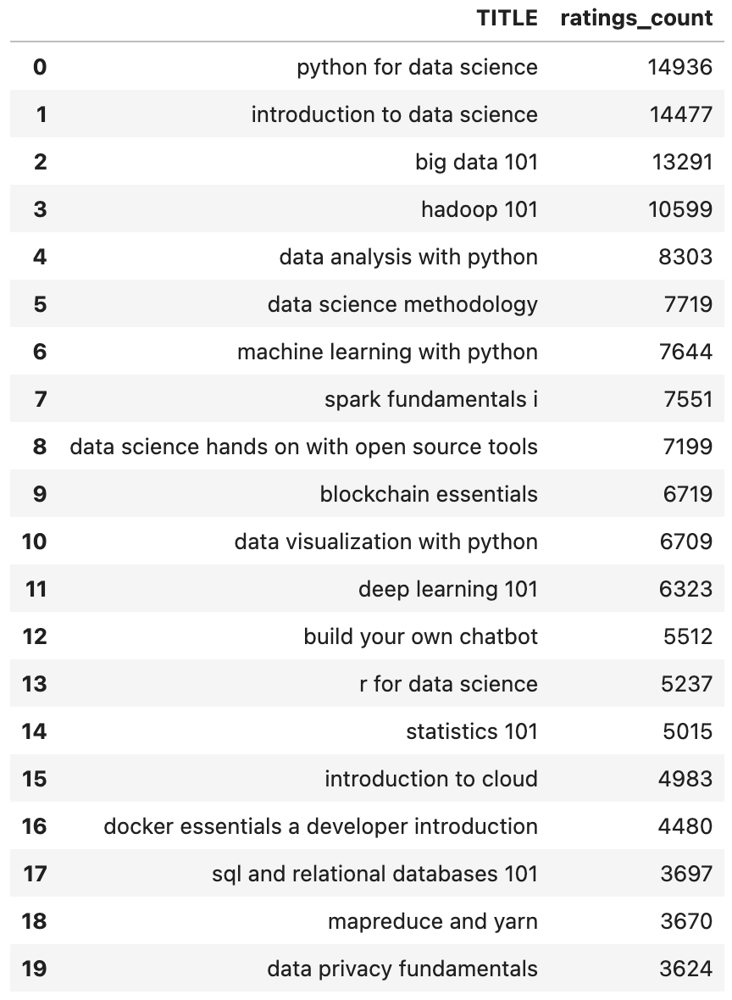 TITLE ratings_count
0 python for data science 14936
1 introduction to data science 14477
2 big data 101 13291
3 hadoop 101 10599
4 data analysis with python 8303
5 data science methodology 7719
6 machine learning with python 7644
7 spark fundamentals i 7551
8 data science hands on with open source tools 7199
9 blockchain essentials 6719
10 data visualization with python 6709
11 deep learning 101 6323
12 build your own chatbot 5512
13 r for data science 5237
14 statistics 101 5015
15 introduction to cloud 4983
16 docker essentials a developer introduction 4480
17 sql and relational databases 101 3697
18 mapreduce and yarn 3670
19 data privacy fundamentals 3624